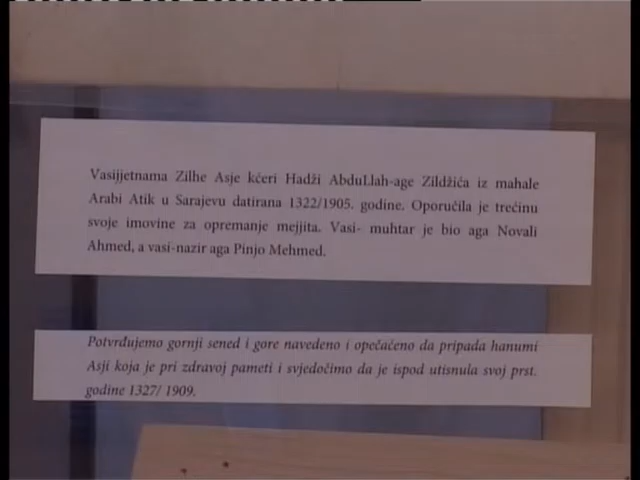 Vasijjetnama Zilhe Asje kćeri Hadži AbduLlah-age Zildžića iz mahale
Arabi Atik u Sarajevu datirana 1322/1905. godine. Oporučila je trećinu
svoje imovine za opremanje mejjita. Vasi- muhtar je bio aga Novali
Ahmed, a vasi-nazir aga Pinjo Mehmed.
Potvrđujemo gornji sened i gore navedeno i opečaćeno da pripada hanumi
Asji koja je pri zdravoj pameti i svjedočimo da je ispod utisnula svoj prst.
godine 1327/ 1909.